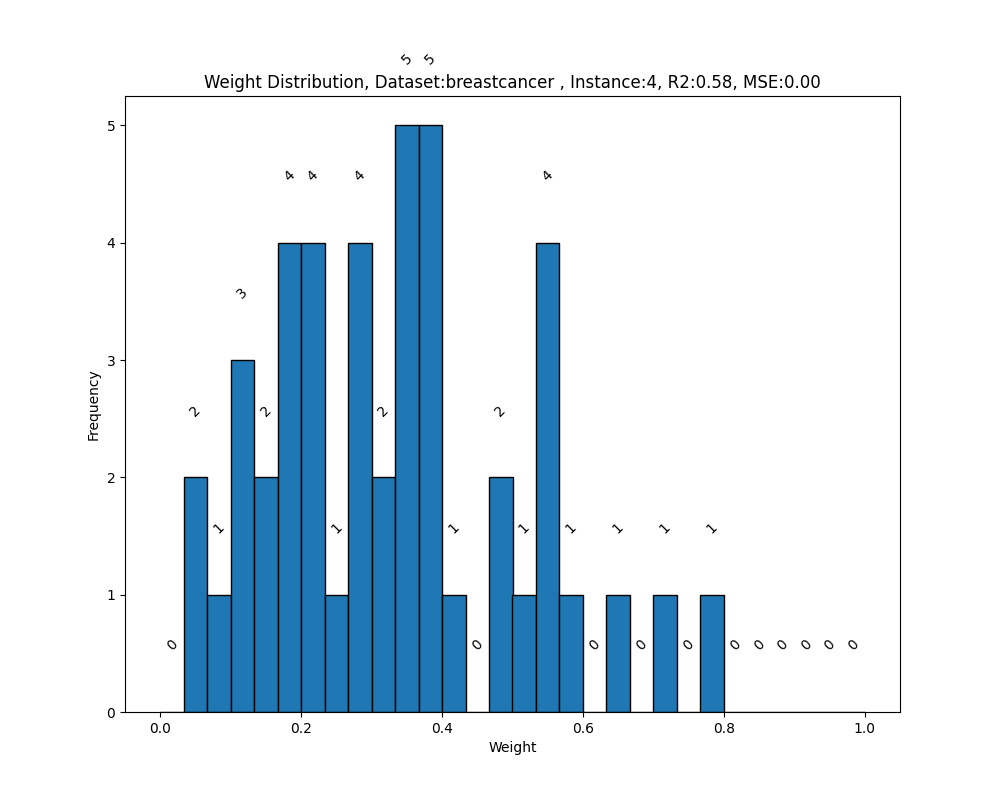 5 5
Weight Distribution, Dataset:breastcancer , Instance:4, R2:0.58, MSE:0.00
5
4 4 4 4
4
3
3
2 2 2 2
2
1 1 1 1 1 1 1 1
1
0 0 0 0 0 0 0 0 0 0 0
0
0.0 0.2 0.4 0.6 0.8 1.0
Weight
Frequency